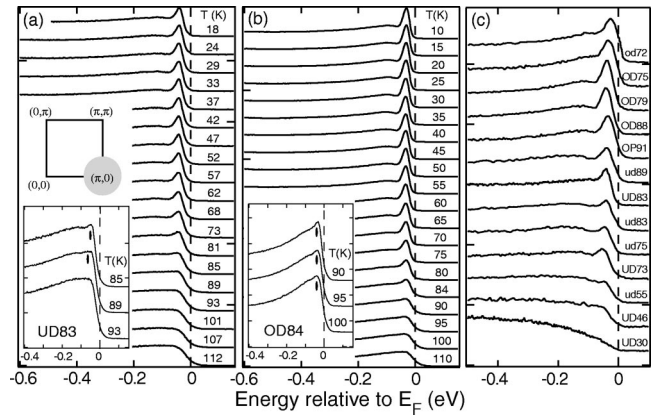 (a)
T (K)
18
24
29
33
37
42
47
52
57
62
68
73
81
85
89
93
101
107
112
(0,π) (π,π)
(0,0) (π,0)
T(K)
85
89
93
-0.4 -0.2 0
UD83
-0.6 -0.4 -0.2 0
(b)
T(K)
10
15
20
25
30
35
40
45
50
55
60
65
70
75
80
84
90
95
100
110
T(K)
90
95
100
-0.4 -0.2 0
OD84
-0.6 -0.4 -0.2 0
(c)
od72
OD75
OD79
OD88
OP91
ud89
UD83
ud83
ud75
UD73
ud55
UD46
UD30
-0.4 -0.2 0
Energy relative to E_F (eV)